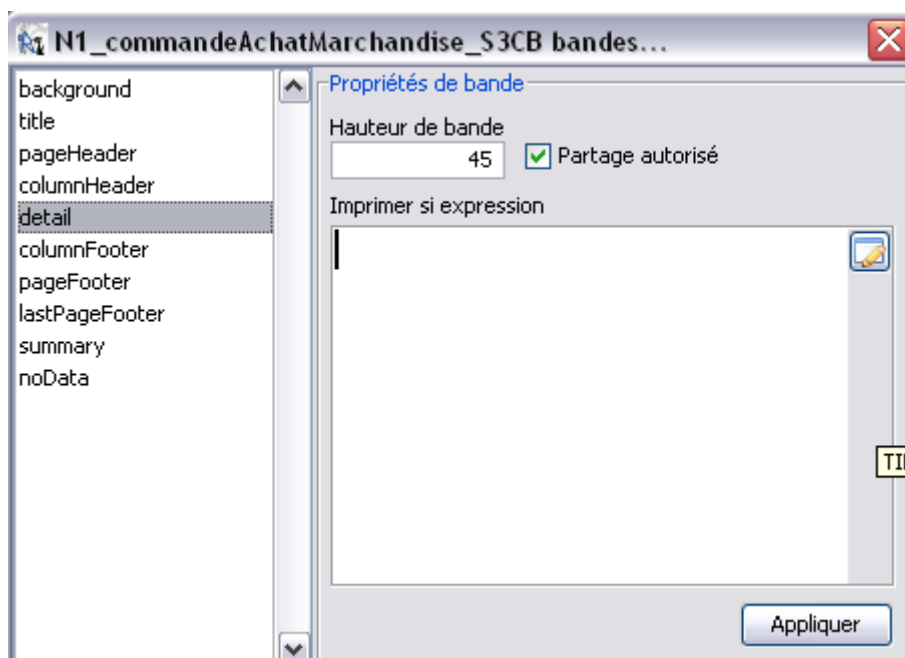 N1_commandeAchatMarchandise_S3CB bandes...
background
title
pageHeader
columnHeader
detail
columnFooter
pageFooter
lastPageFooter
summary
noData
Propriétés de bande
Hauteur de bande
45 Partage autorisé
Imprimer si expression
Appliquer